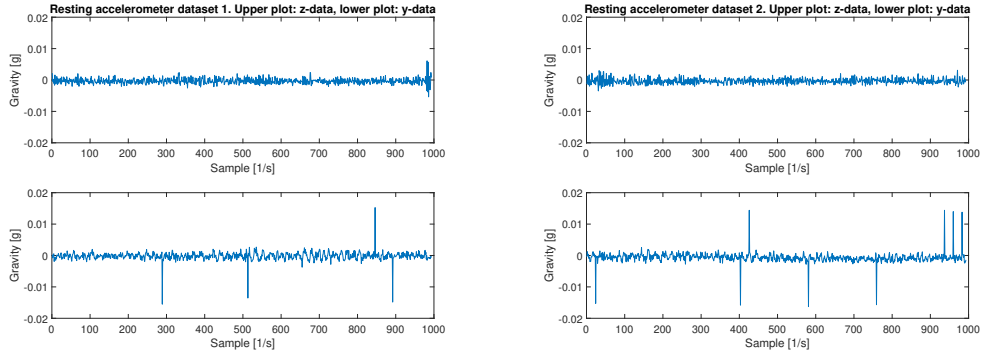 Resting accelerometer dataset 1. Upper plot: z-data, lower plot: y-data
0.02
0.01
0
-0.01
-0.02
Gravity [g]
0 100 200 300 400 500 600 700 800 900 1000
Sample [1/s]
0.02
0.01
0
-0.01
-0.02
Gravity [g]
0 100 200 300 400 500 600 700 800 900 1000
Sample [1/s]
Resting accelerometer dataset 2. Upper plot: z-data, lower plot: y-data
0.02
0.01
0
-0.01
-0.02
Gravity [g]
0 100 200 300 400 500 600 700 800 900 1000
Sample [1/s]
0.02
0.01
0
-0.01
-0.02
Gravity [g]
0 100 200 300 400 500 600 700 800 900 1000
Sample [1/s]